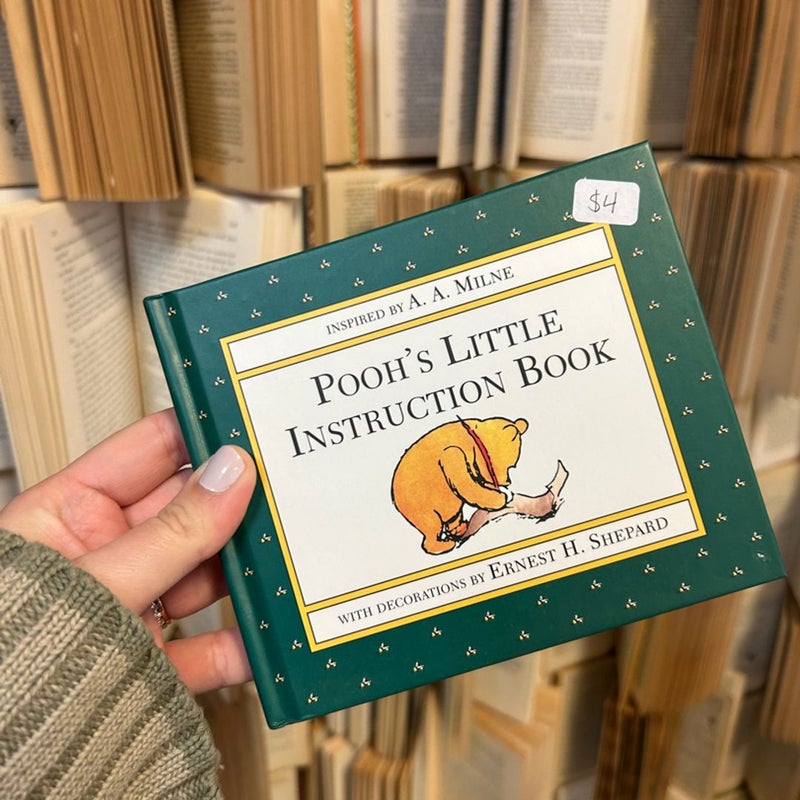 $4
INSPIRED BY A. A. MILNE
POOH'S LITTLE
INSTRUCTION BOOK
WITH DECORATIONS BY ERNEST H. SHEPARD